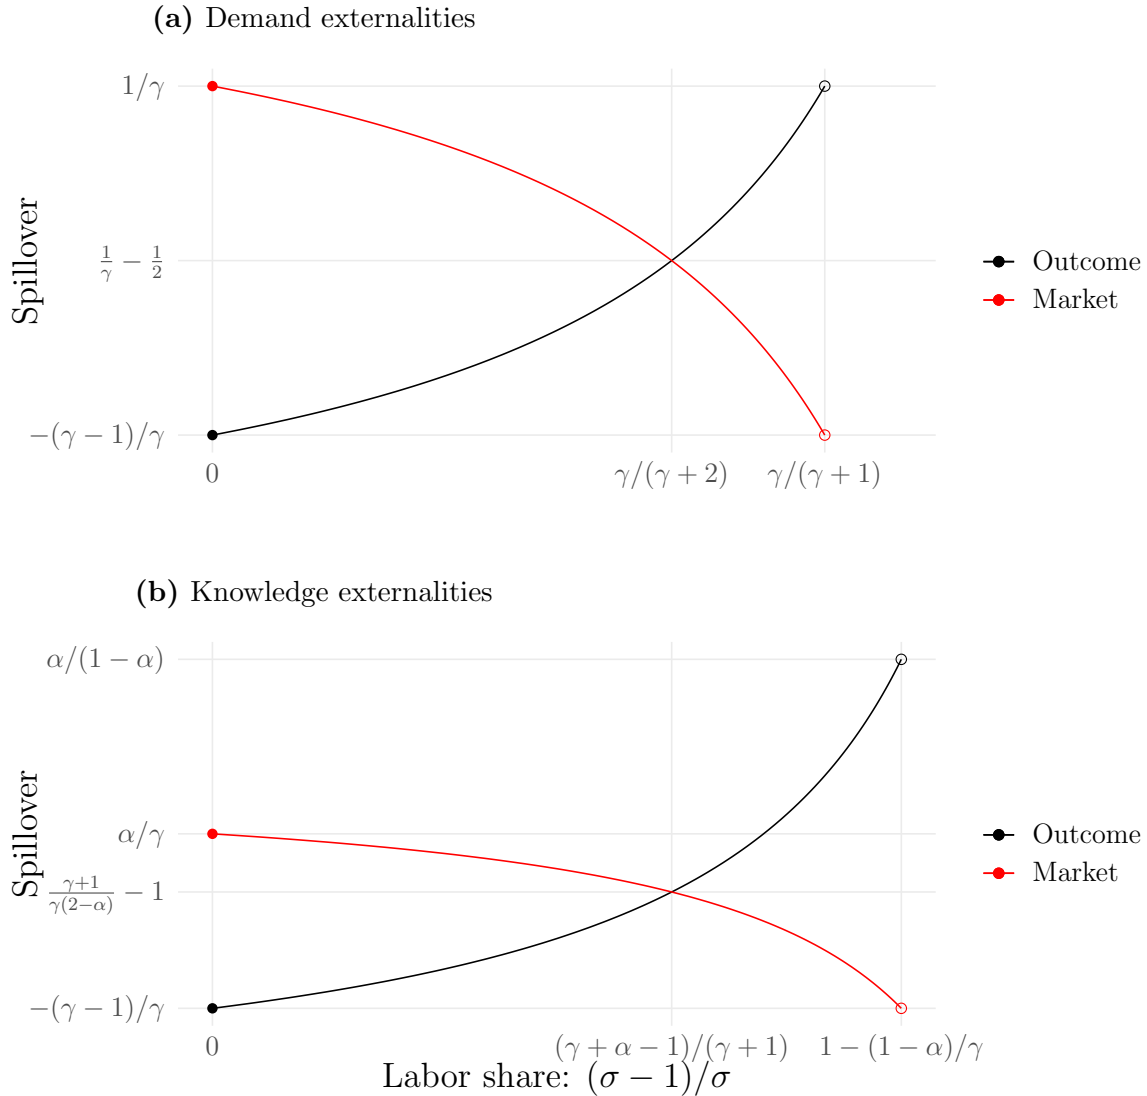 (a) Demand externalities
1/γ
1/γ − 1/2
−(γ − 1)/γ
Spillover
0
γ/(γ + 2)
γ/(γ + 1)
Outcome
Market
(b) Knowledge externalities
α/(1 − α)
α/γ
(γ+1)/(γ(2−α)) − 1
−(γ − 1)/γ
Spillover
0
(γ + α − 1)/(γ + 1)
1 − (1 − α)/γ
Labor share: (σ − 1)/σ
Outcome
Market